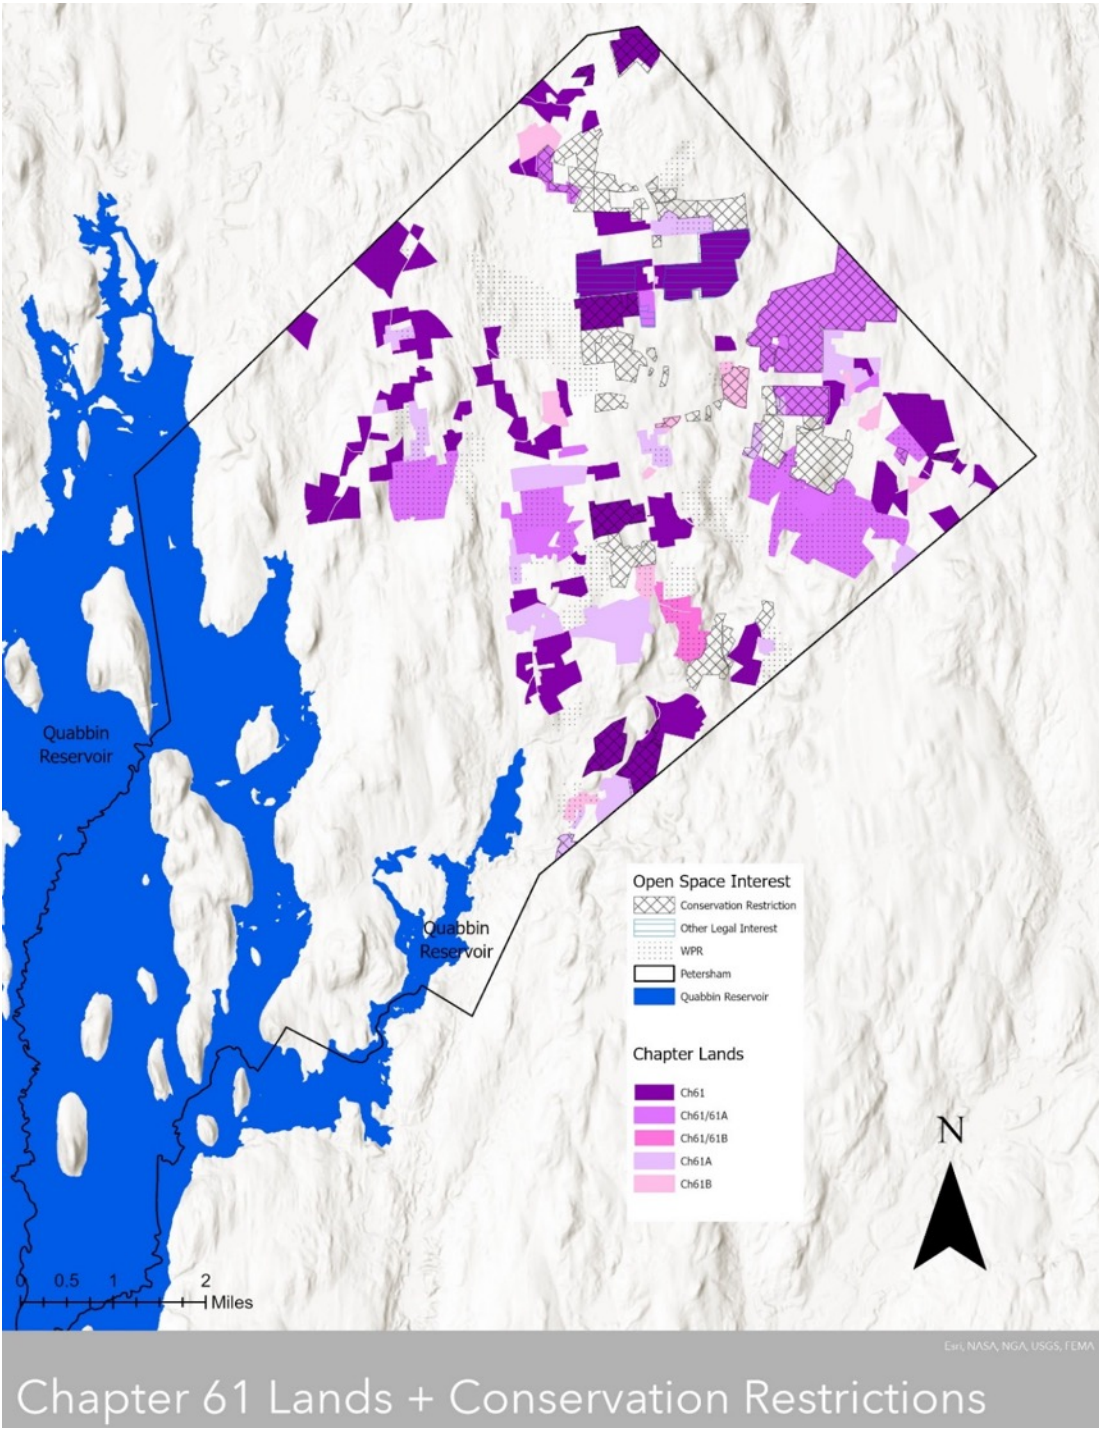 Quabbin
Reservoir
Quabbin
Reservoir
Open Space Interest
Conservation Restriction
Other Legal Interest
WPR
Petersham
Quabbin Reservoir
Chapter Lands
Ch61
Ch61/61A
Ch61/61B
Ch61A
Ch61B
N
0 0.5 1 2
Miles
Esri, NASA, NGA, USGS, FEMA
Chapter 61 Lands + Conservation Restrictions